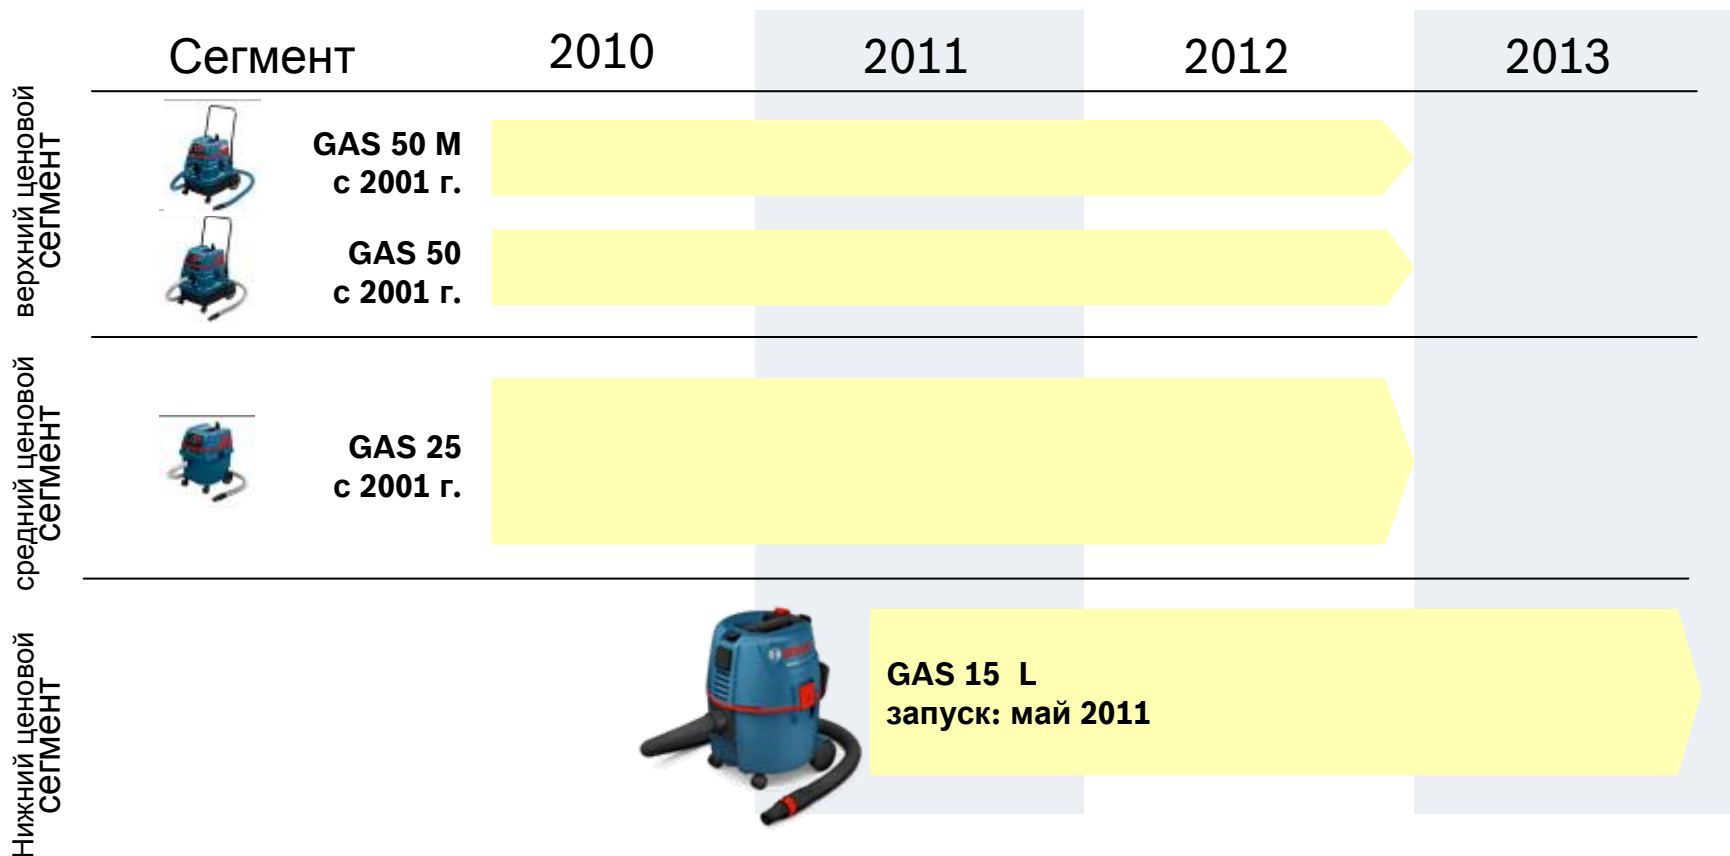 Сегмент 2010 2011 2012 2013
верхний ценовой
сегмент
GAS 50 M
с 2001 г.
GAS 50
с 2001 г.
средний ценовой
сегмент
GAS 25
с 2001 г.
Нижний ценовой
сегмент
GAS 15 L
запуск: май 2011